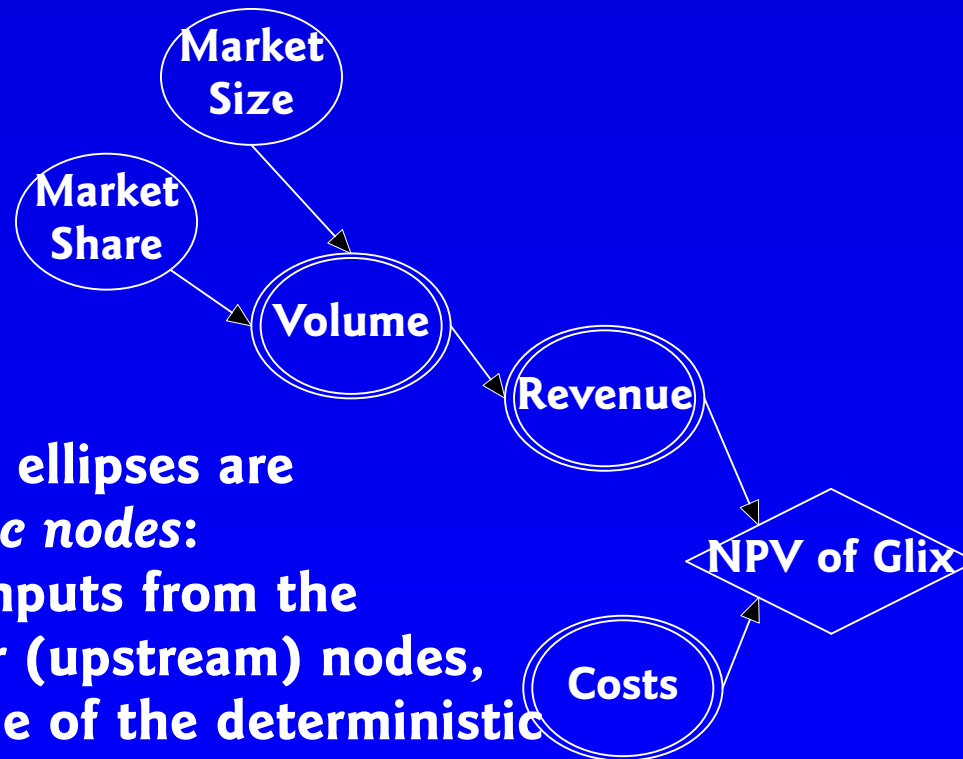 Market
Size
Market
Share
Volume
Revenue
ellipses are
c nodes:
nputs from the
r (upstream) nodes,
e of the deterministic
NPV of Glix
Costs